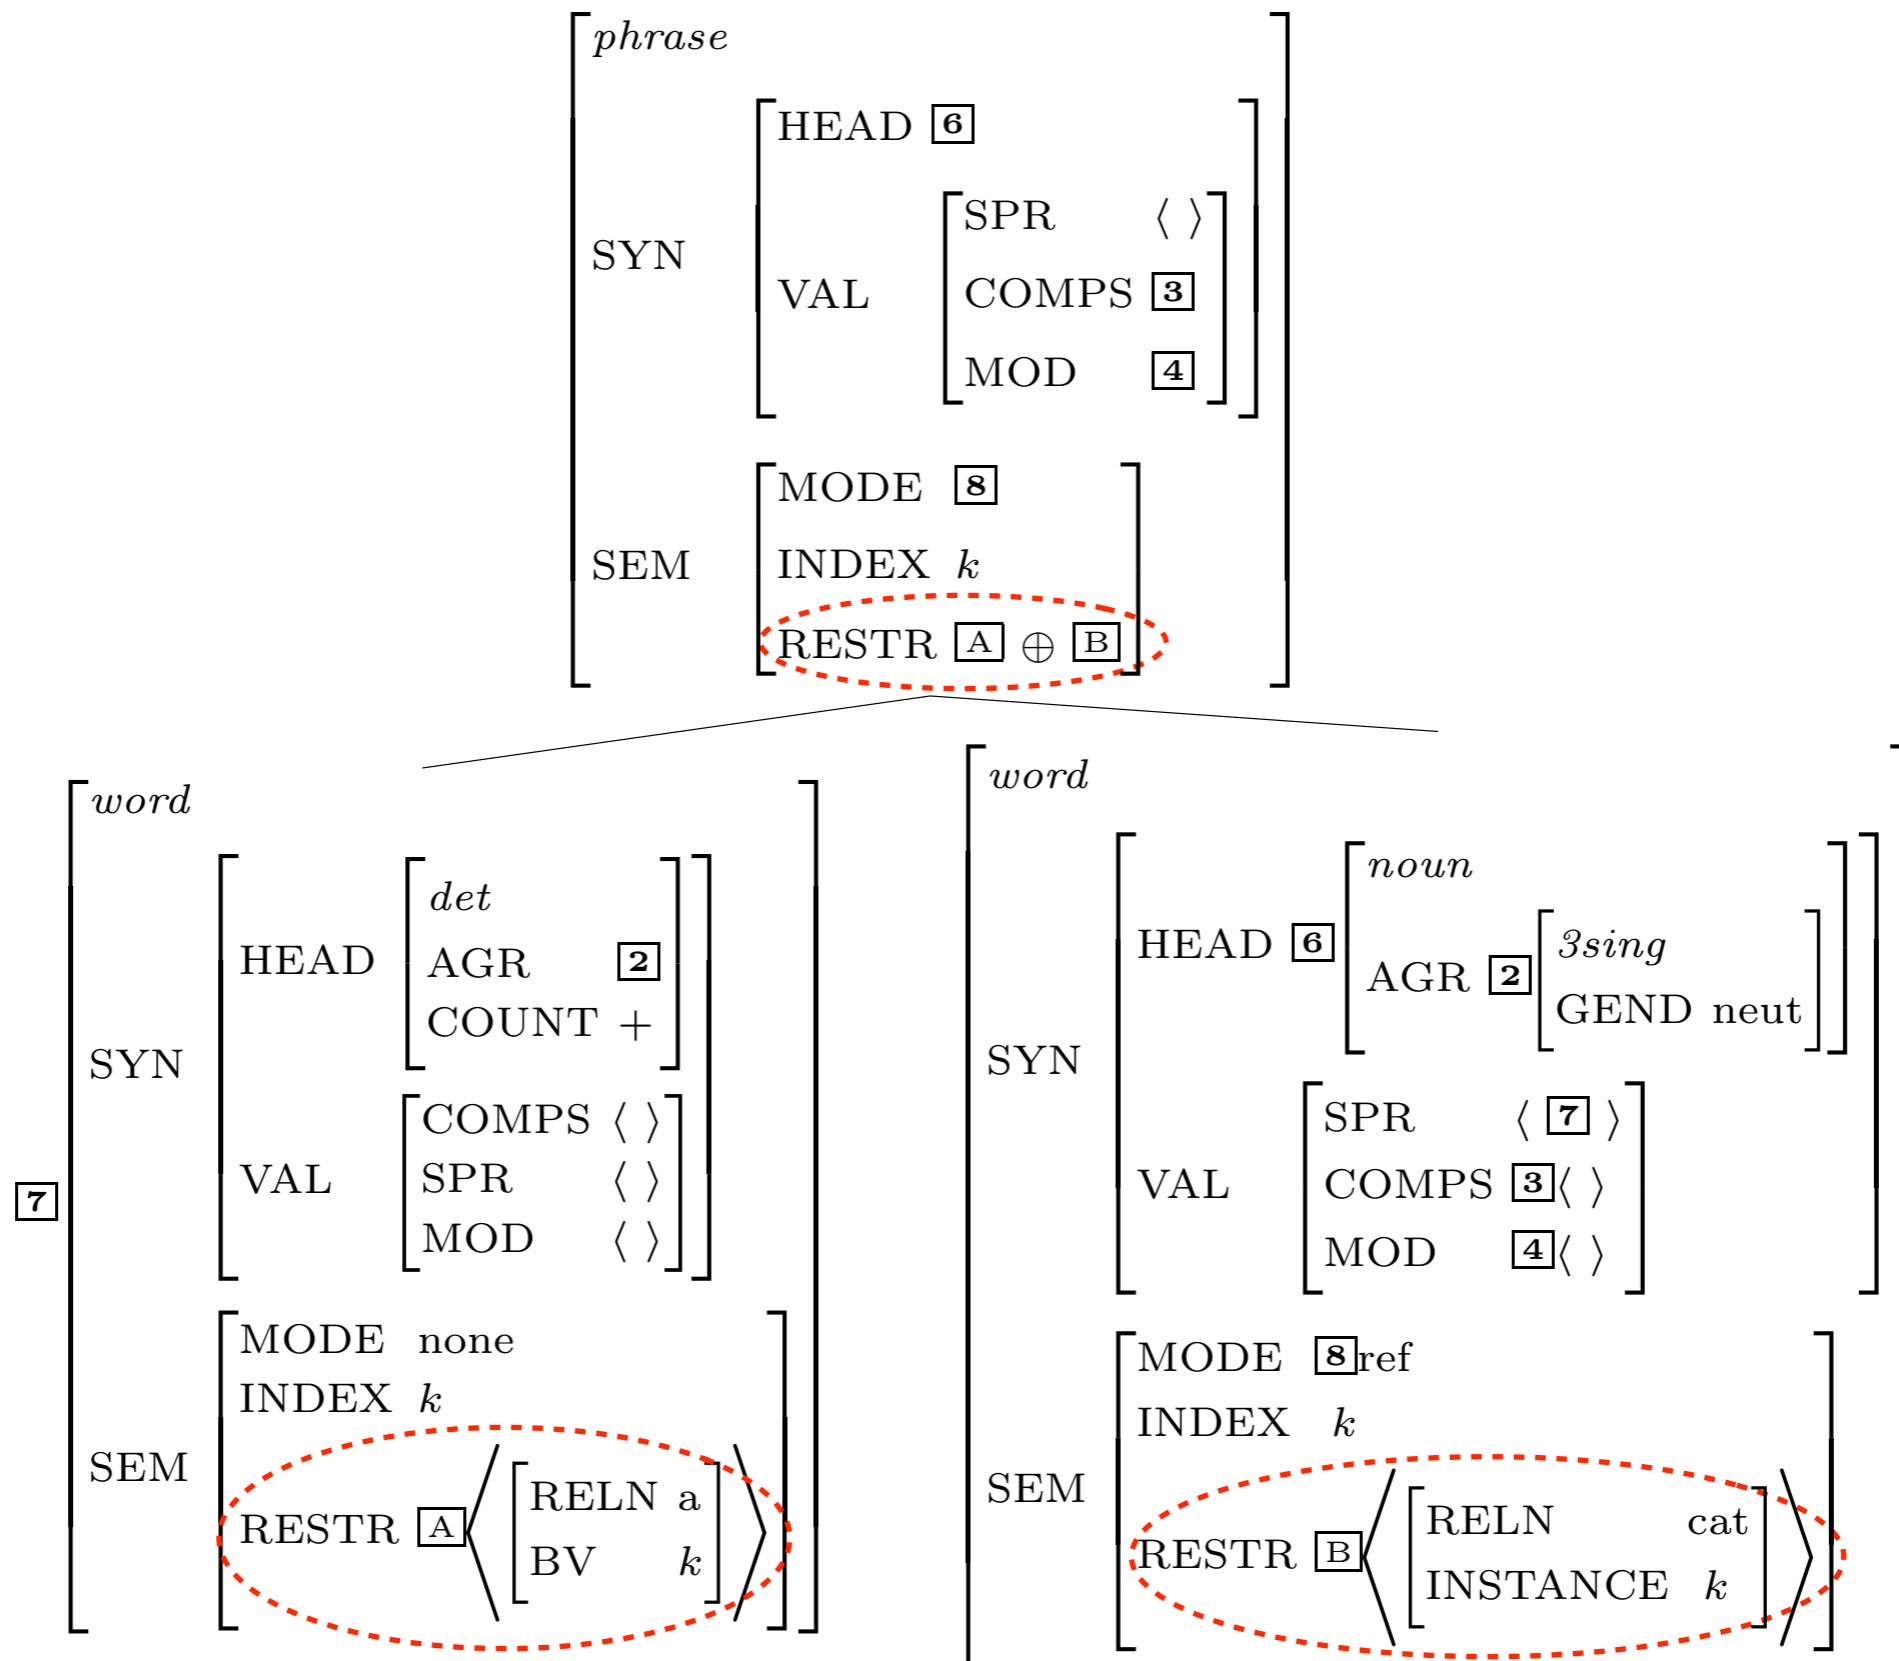 phrase
HEAD 6
SPR ⟨ ⟩
SYN
VAL
COMPS 3
MOD 4
MODE 8
SEM
INDEX k
RESTR A ⊕ B
7
word
det
HEAD
AGR 2
COUNT +
SYN
COMPS ⟨ ⟩
VAL
SPR ⟨ ⟩
MOD ⟨ ⟩
MODE none
INDEX k
SEM
RESTR A ⟨
RELN a
BV k
⟩
word
noun
HEAD 6
AGR 2
3sing
GEND neut
SYN
SPR ⟨ 7 ⟩
VAL
COMPS 3 ⟨ ⟩
MOD 4 ⟨ ⟩
MODE 8 ref
INDEX k
SEM
RESTR B ⟨
RELN cat
INSTANCE k
⟩